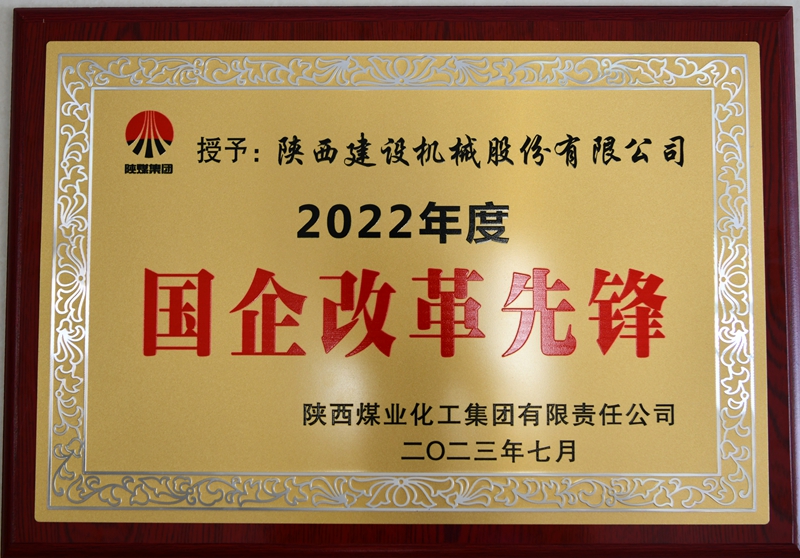 陕煤集团
授予：陕西建设机械股份有限公司
2022年度
国企改革先锋
陕西煤业化工集团有限责任公司
二〇二三年七月